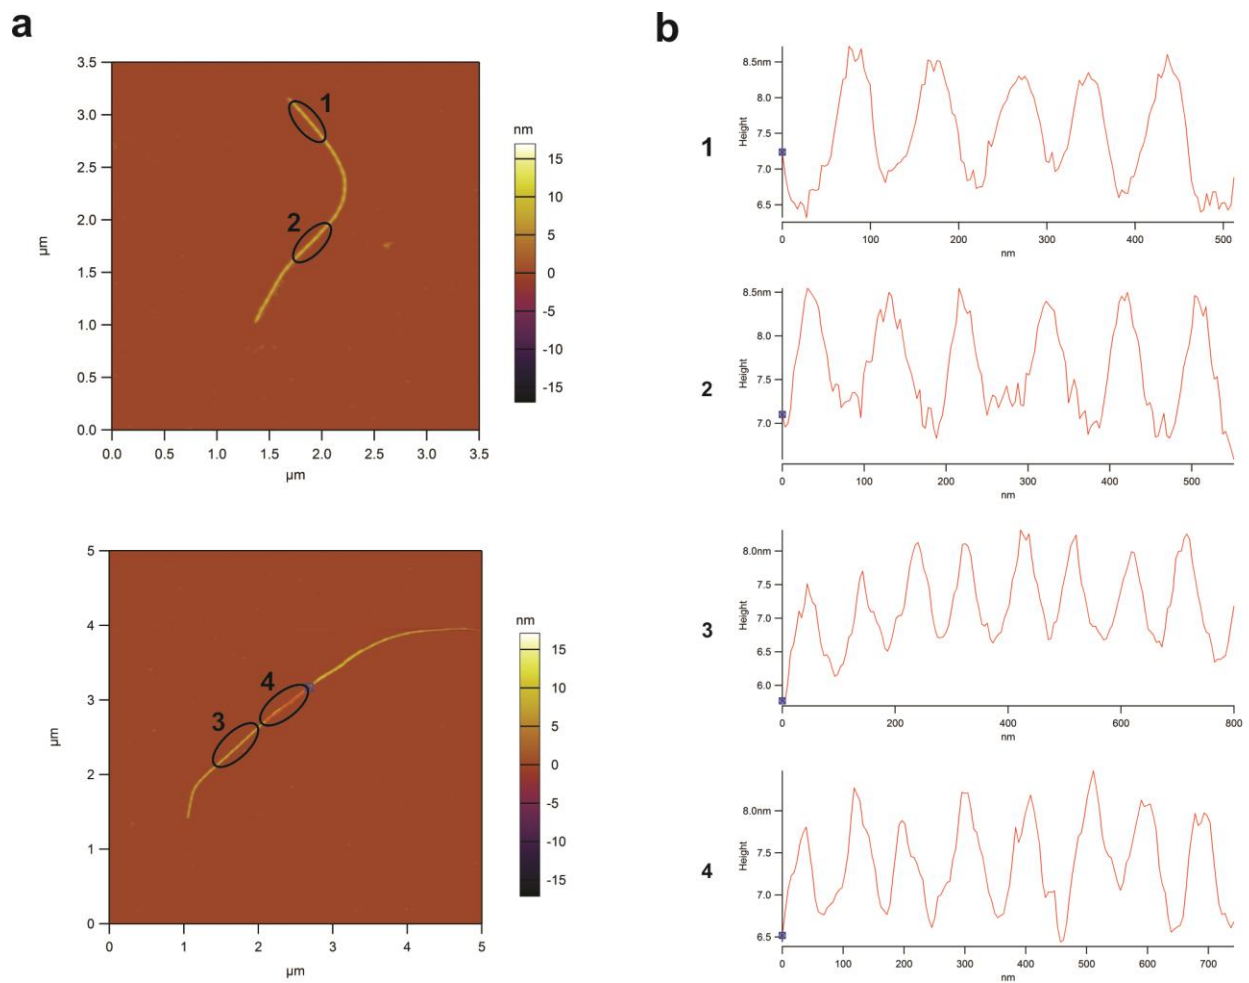 a
3.5
3.0
2.5
2.0
1.5
1.0
0.5
0.0
µm
0.0 0.5 1.0 1.5 2.0 2.5 3.0 3.5
µm
1
2
nm
15
10
5
0
-5
-10
-15
5
4
3
2
1
0
µm
0 1 2 3 4 5
µm
4
3
nm
15
10
5
0
-5
-10
-15
b
1
Height
8.5nm
8.0
7.5
7.0
6.5
0 100 200 300 400 500
nm
2
Height
8.5nm
8.0
7.5
7.0
0 100 200 300 400 500
nm
3
Height
8.0nm
7.5
7.0
6.5
6.0
0 200 400 600 800
nm
4
Height
8.0nm
7.5
7.0
6.5
0 100 200 300 400 500 600 700
nm